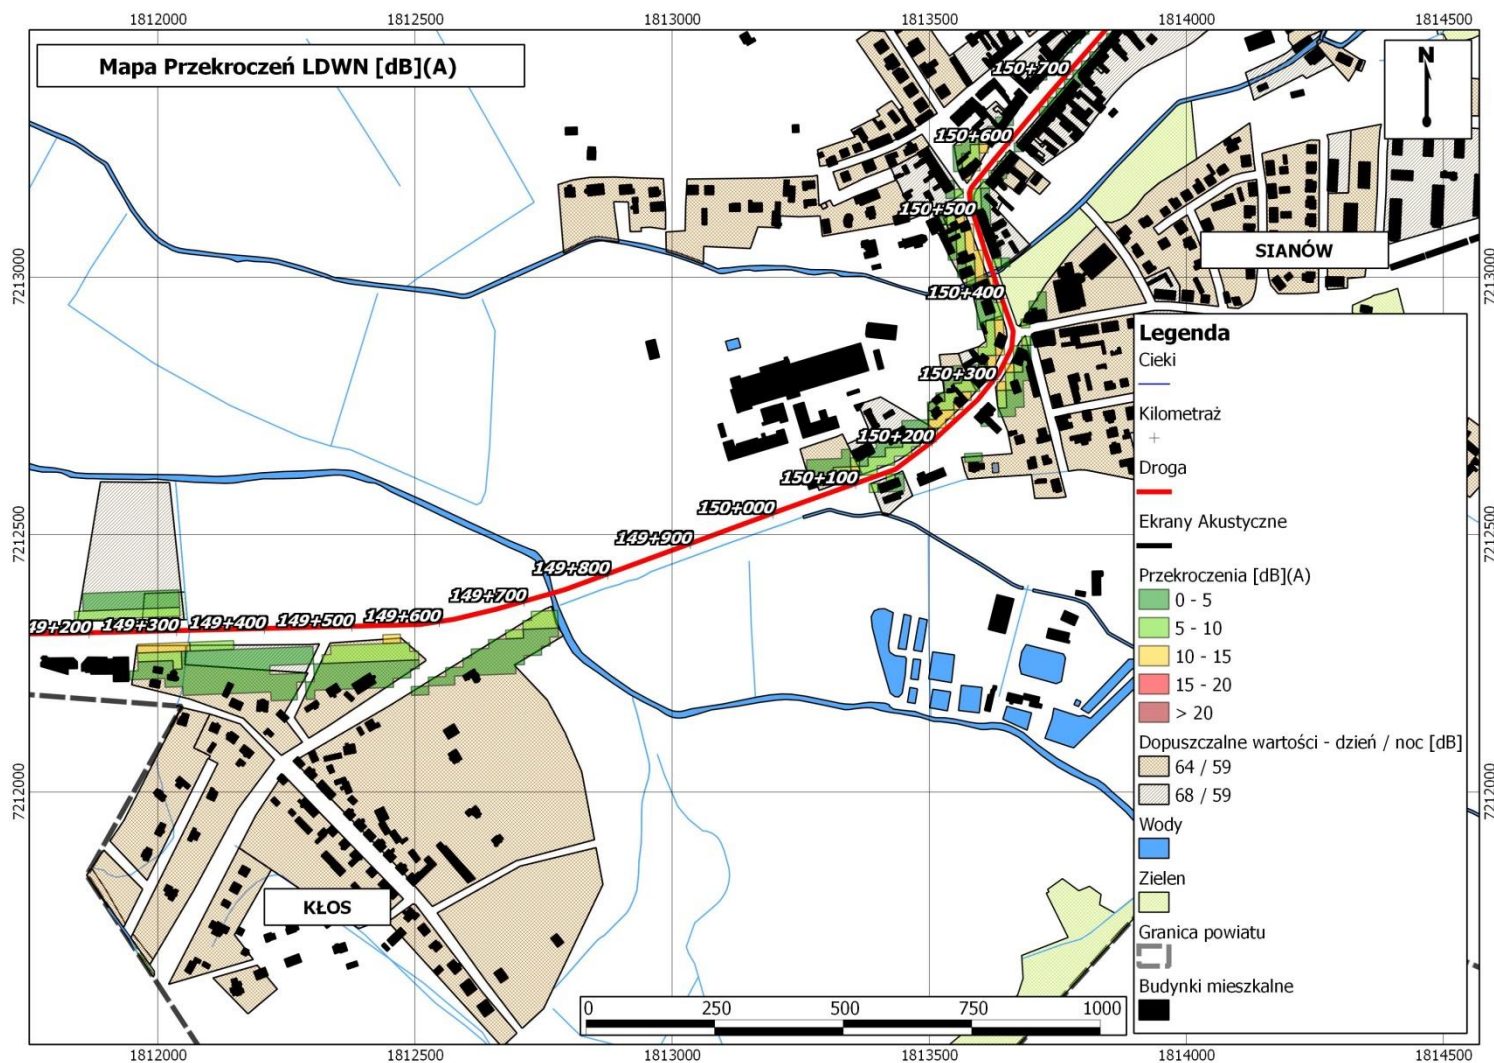 1812000 1812500 1813000 1813500 1814000 1814500
Mapa Przekroczeń LDWN [dB](A)
N
150+700
150+600
150+500
SIANÓW
7213000 7213000
150+400
150+300
150+200
150+100
150+000
7212500
149+900
149+800
149+700
149+600
149+500
149+400
149+300
49+200
7212000 7212000
KŁOS
Legenda
Cieki
Kilometraż
Droga
Ekrany Akustyczne
Przekroczenia [dB](A)
0 - 5
5 - 10
10 - 15
15 - 20
> 20
Dopuszczalne wartości - dzień / noc [dB]
64 / 59
68 / 59
Wody
Zielen
Granica powiatu
Budynki mieszkalne
0 250 500 750 1000
1812000 1812500 1813000 1813500 1814000 1814500